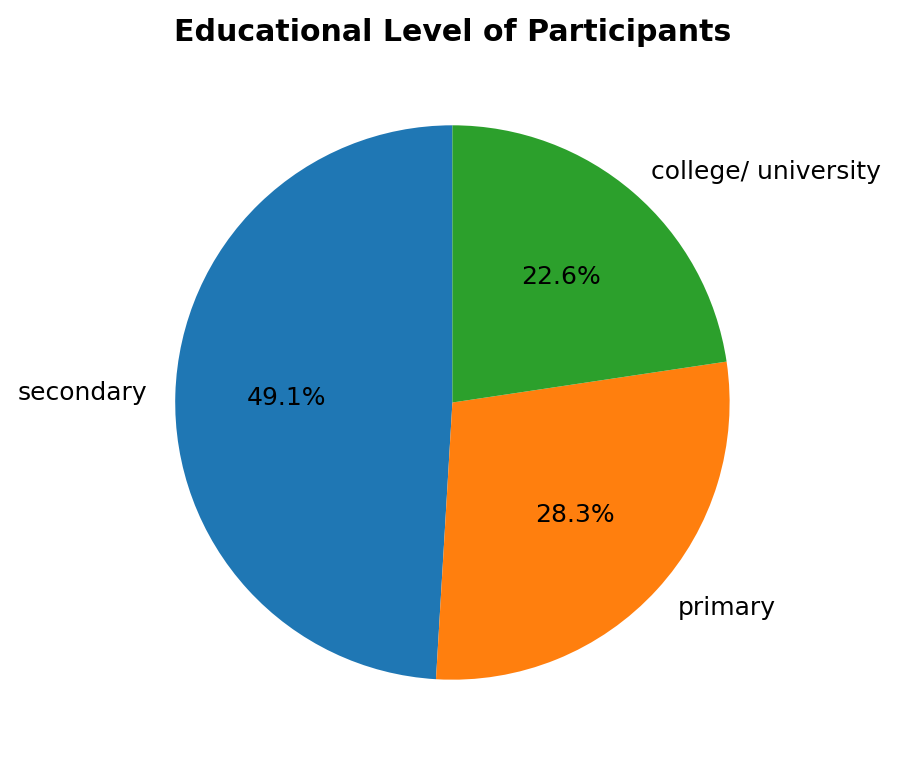 Educational Level of Participants
college/ university
22.6%
secondary
49.1%
28.3%
primary